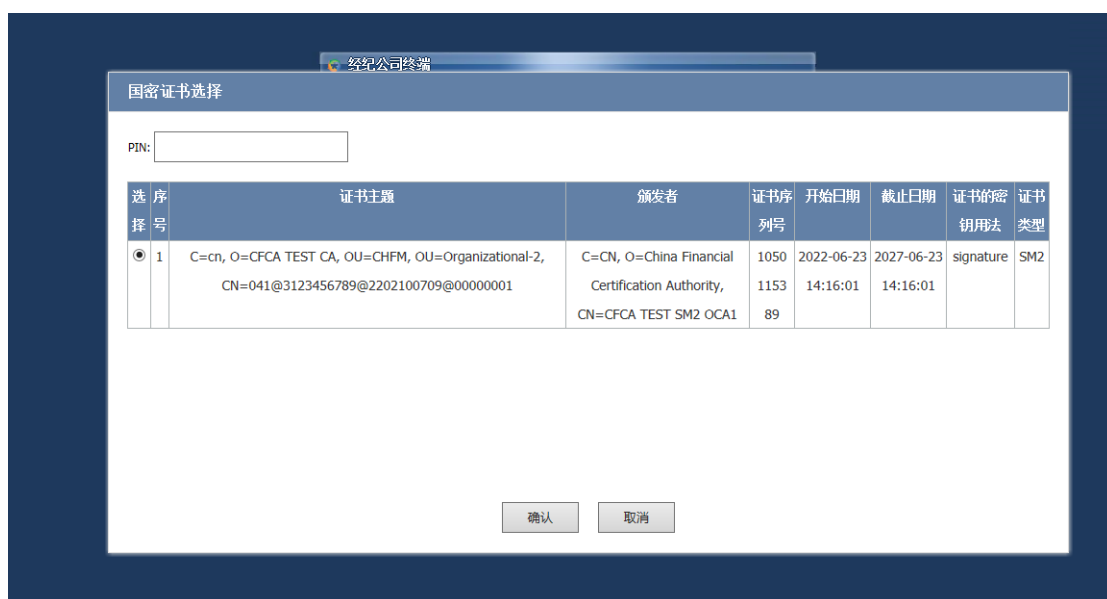 经纪公司终端
国密证书选择
PIN:
选择 序号 证书主题 颁发者 证书序列号 开始日期 截止日期 证书的密钥用法 证书类型
1 C=cn, O=CFCA TEST CA, OU=CHFM, OU=Organizational-2, C=CN, O=China Financial 1050 2022-06-23 2027-06-23 signature SM2
CN=041@3123456789@2202100709@00000001 Certification Authority, 1153 14:16:01 14:16:01
CN=CFCA TEST SM2 OCA1 89
确认 取消